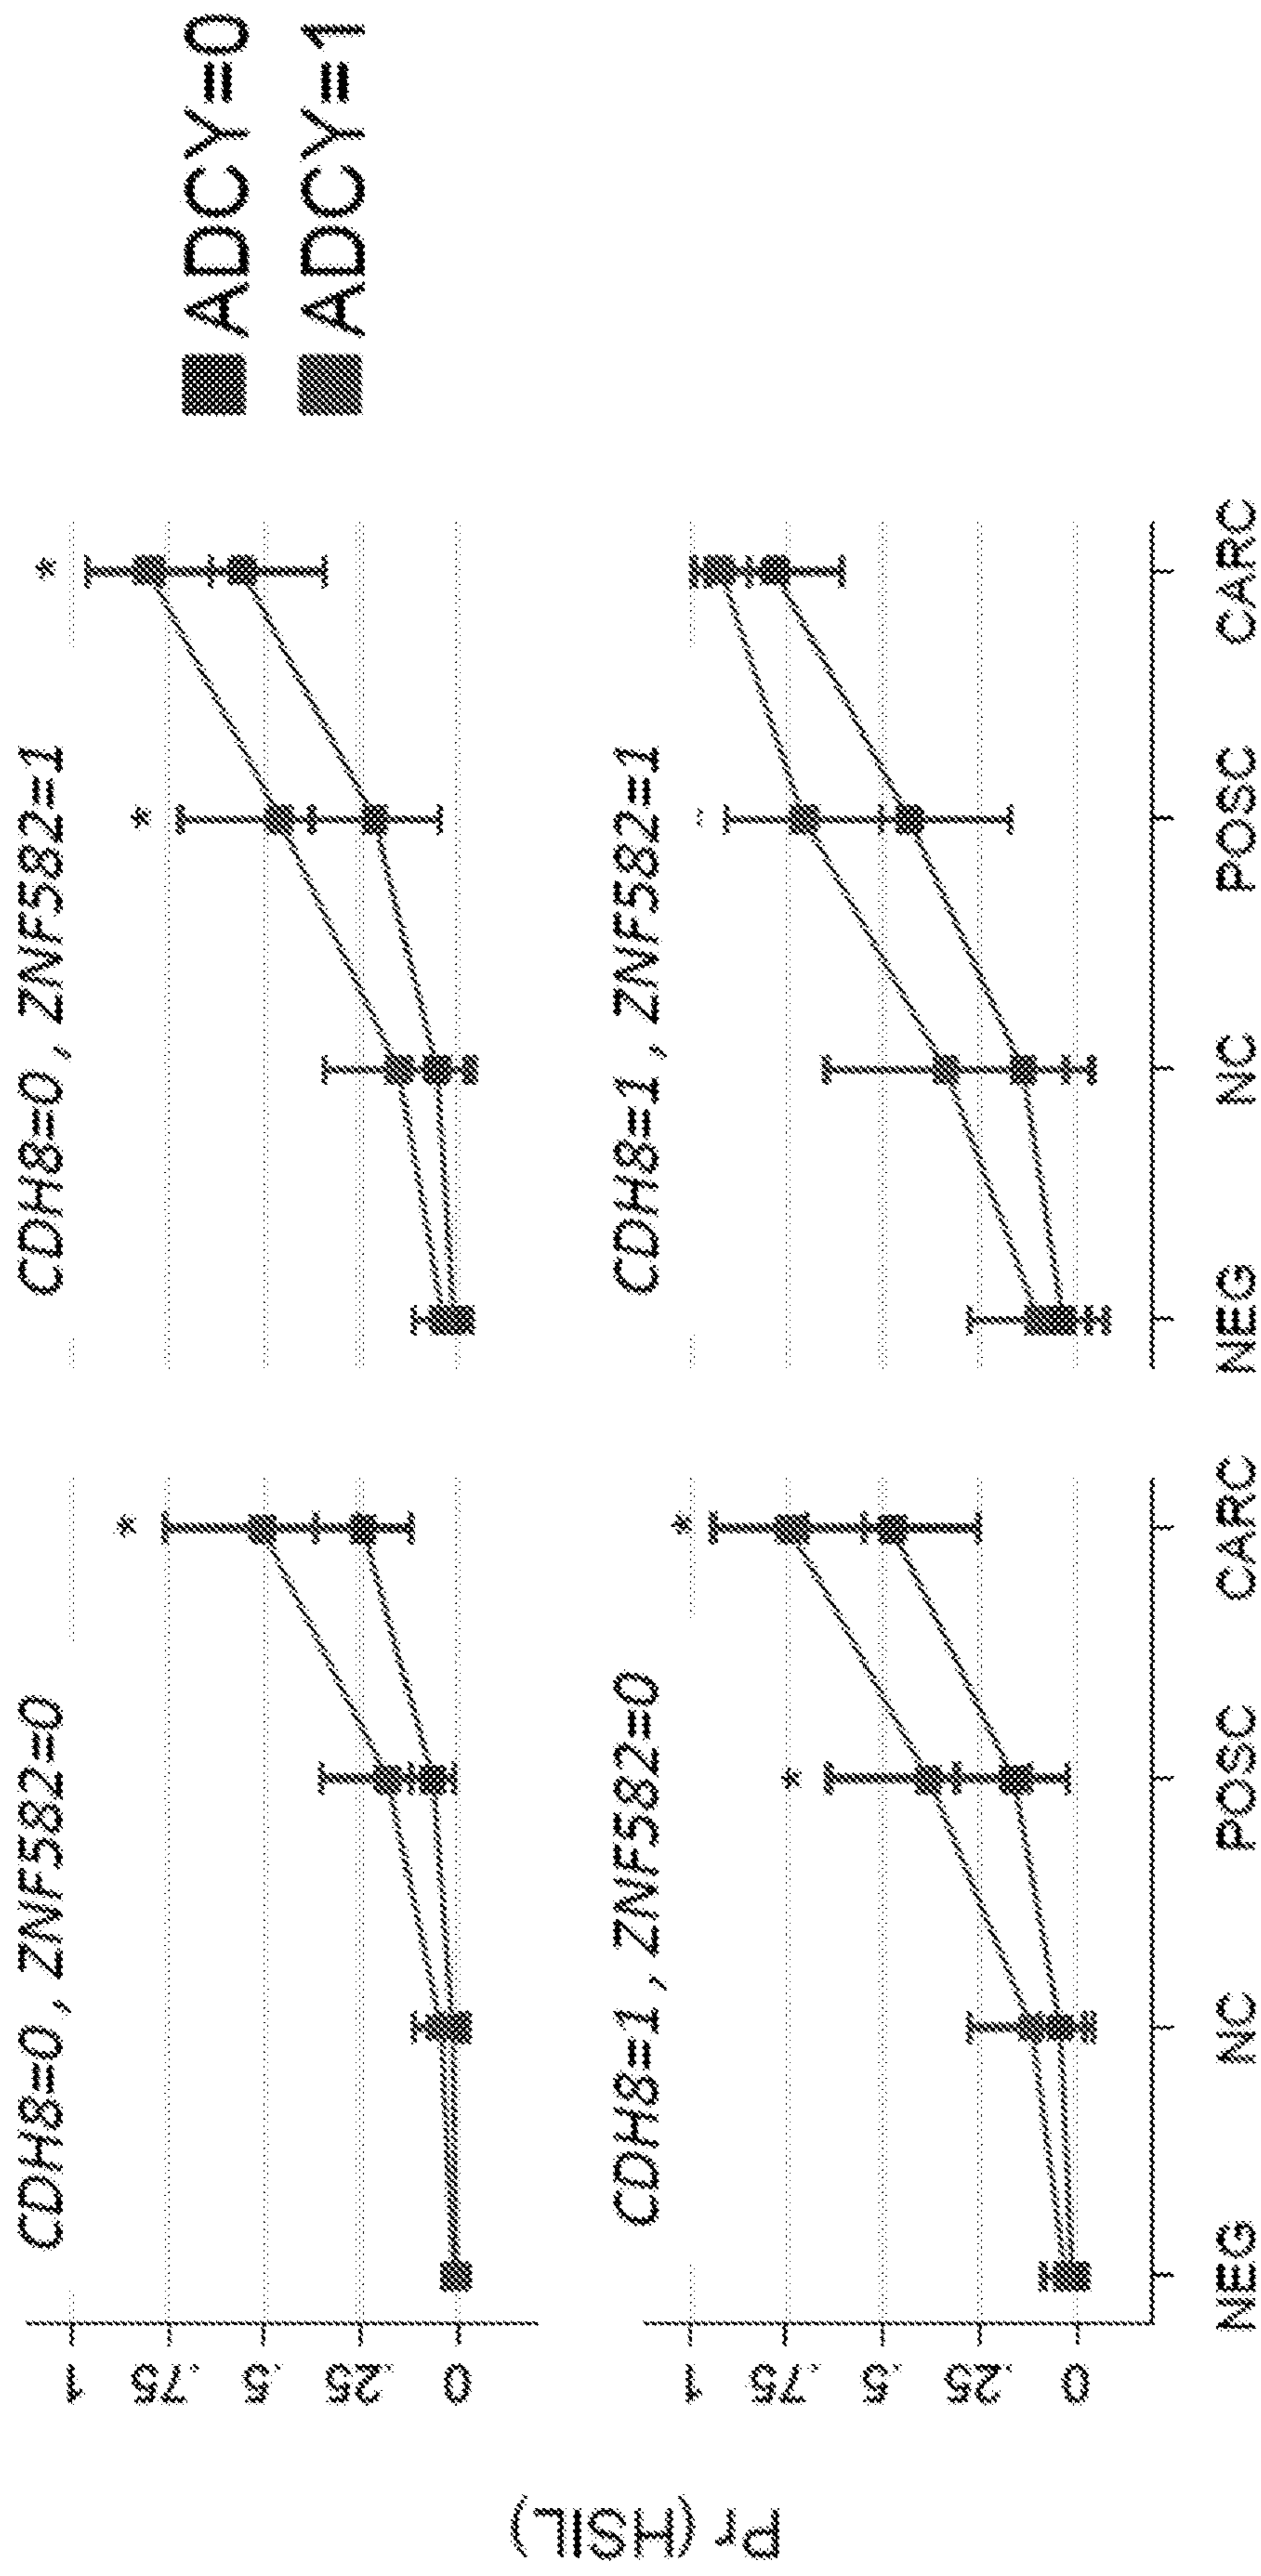 CDH8=0, ZNF582=0
CDH8=0, ZNF582=1
ADCY=0
ADCY=1
1
.75
.5
.25
0
*
*
*
Pr (HSIL)
CDH8=1, ZNF582=0
CDH8=1, ZNF582=1
1
.75
.5
.25
0
*
*
~
NEG NC POSC CARC
NEG NC POSC CARC